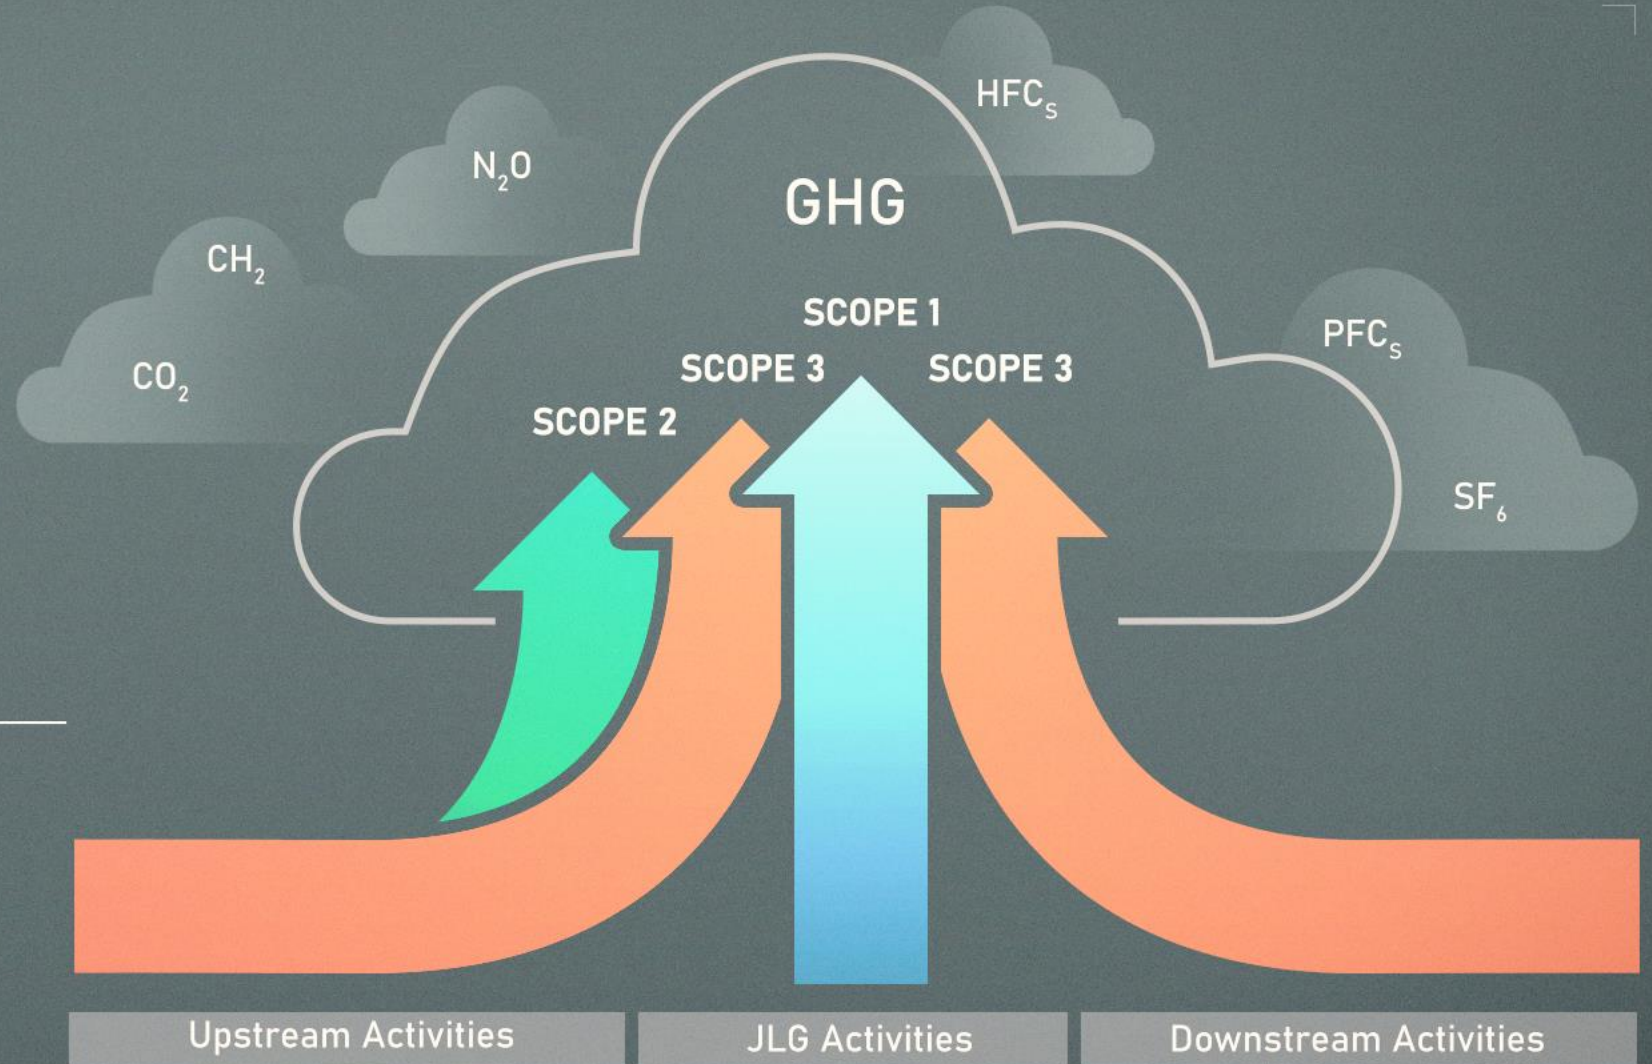 HFCS
N2O
GHG
CH2
SCOPE 1
PFCS
SCOPE 3
SCOPE 3
CO2
SCOPE 2
SF6
Upstream Activities
JLG Activities
Downstream Activities